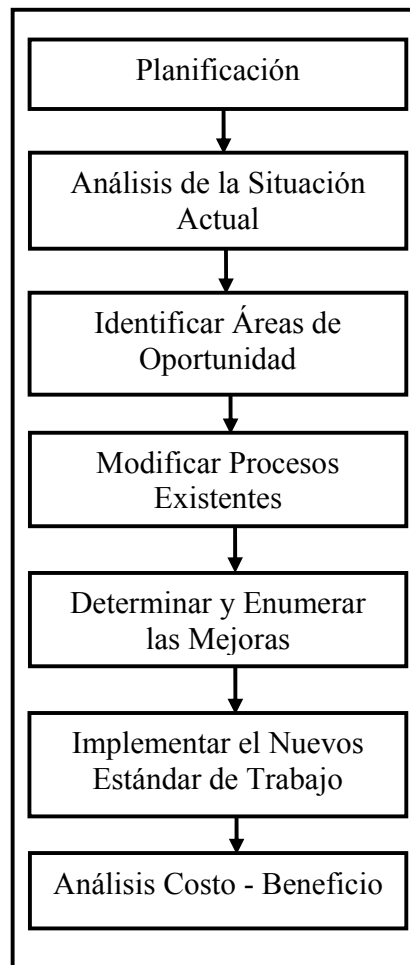 Planificación
Análisis de la Situación
Actual
Identificar Áreas de
Oportunidad
Modificar Procesos
Existentes
Determinar y Enumerar
las Mejoras
Implementar el Nuevos
Estándar de Trabajo
Análisis Costo - Beneficio